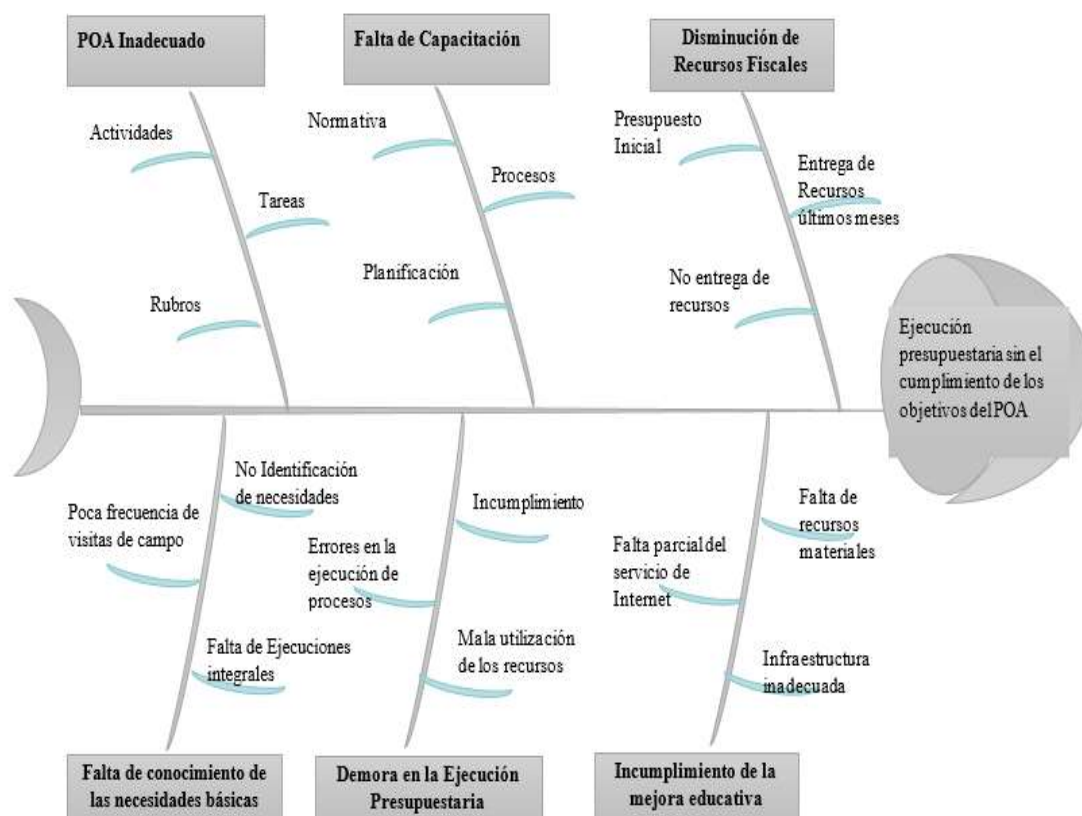 POA Inadecuado
Falta de Capacitación
Disminución de
Recursos Fiscales
Actividades
Tareas
Rubros
Normativa
Procesos
Planificación
Presupuesto
Inicial
Entrega de
Recursos
últimos meses
No entrega de
recursos
Ejecución
presupuestaria sin el
cumplimiento de los
objetivos del POA
No Identificación
de necesidades
Poca frecuencia de
visitas de campo
Falta de Ejecuciones
integrales
Incumplimiento
Errores en la
ejecución de
procesos
Mala utilización
de los recursos
Falta de
recursos
materiales
Falta parcial del
servicio de
Internet
Infraestructura
inadecuada
Falta de conocimiento de
las necesidades básicas
Demora en la Ejecución
Presupuestaria
Incumplimiento de la
mejora educativa